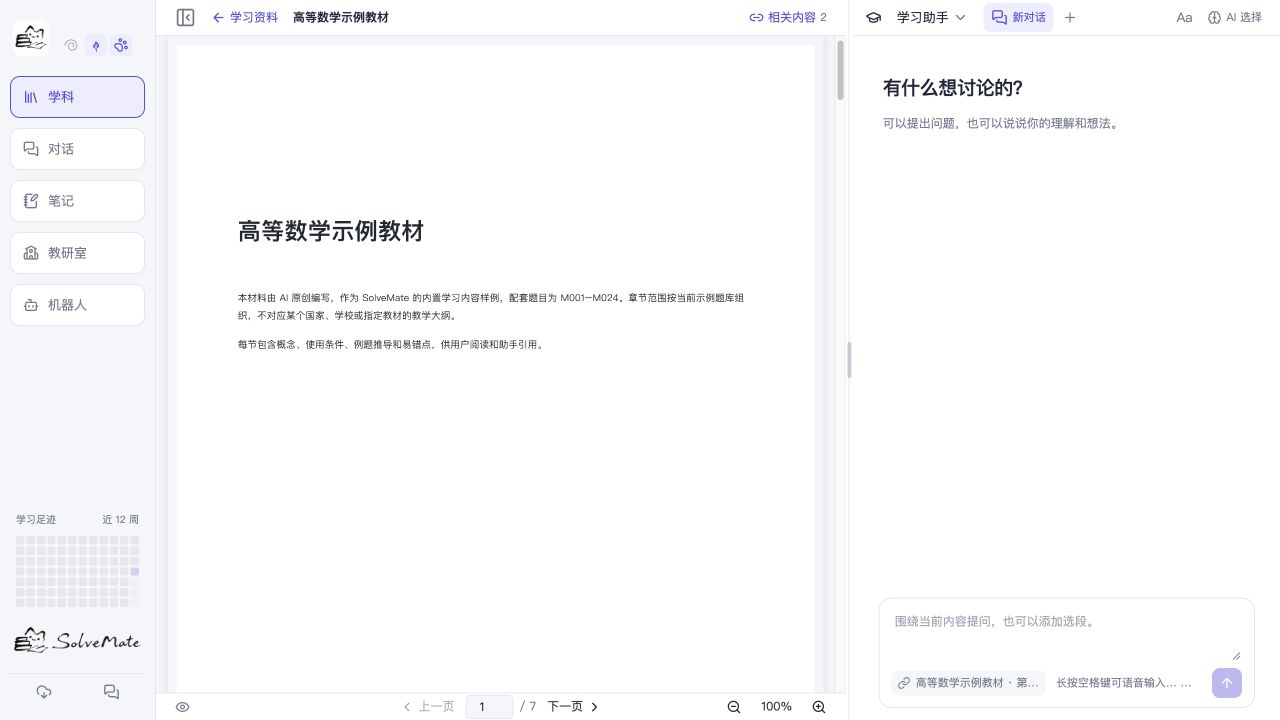 学习资料
高等数学示例教材
相关内容 2
学习助手
新对话
Aa
AI 选择
学科
对话
笔记
教研室
机器人
学习足迹
近 12 周
SolveMate
高等数学示例教材
本材料由 AI 原创编写，作为 SolveMate 的内置学习内容样例，配套题目为 M001—M024。章节范围按当前示例题库组
织，不对应某个国家、学校或指定教材的教学大纲。
每节包含概念、使用条件、例题推导和易错点，供用户阅读和助手引用。
上一页
1
/ 7
下一页
100%
有什么想讨论的?
可以提出问题，也可以说说你的理解和想法。
围绕当前内容提问，也可以添加选段。
高等数学示例教材 · 第...
长按空格键可语音输入... ...